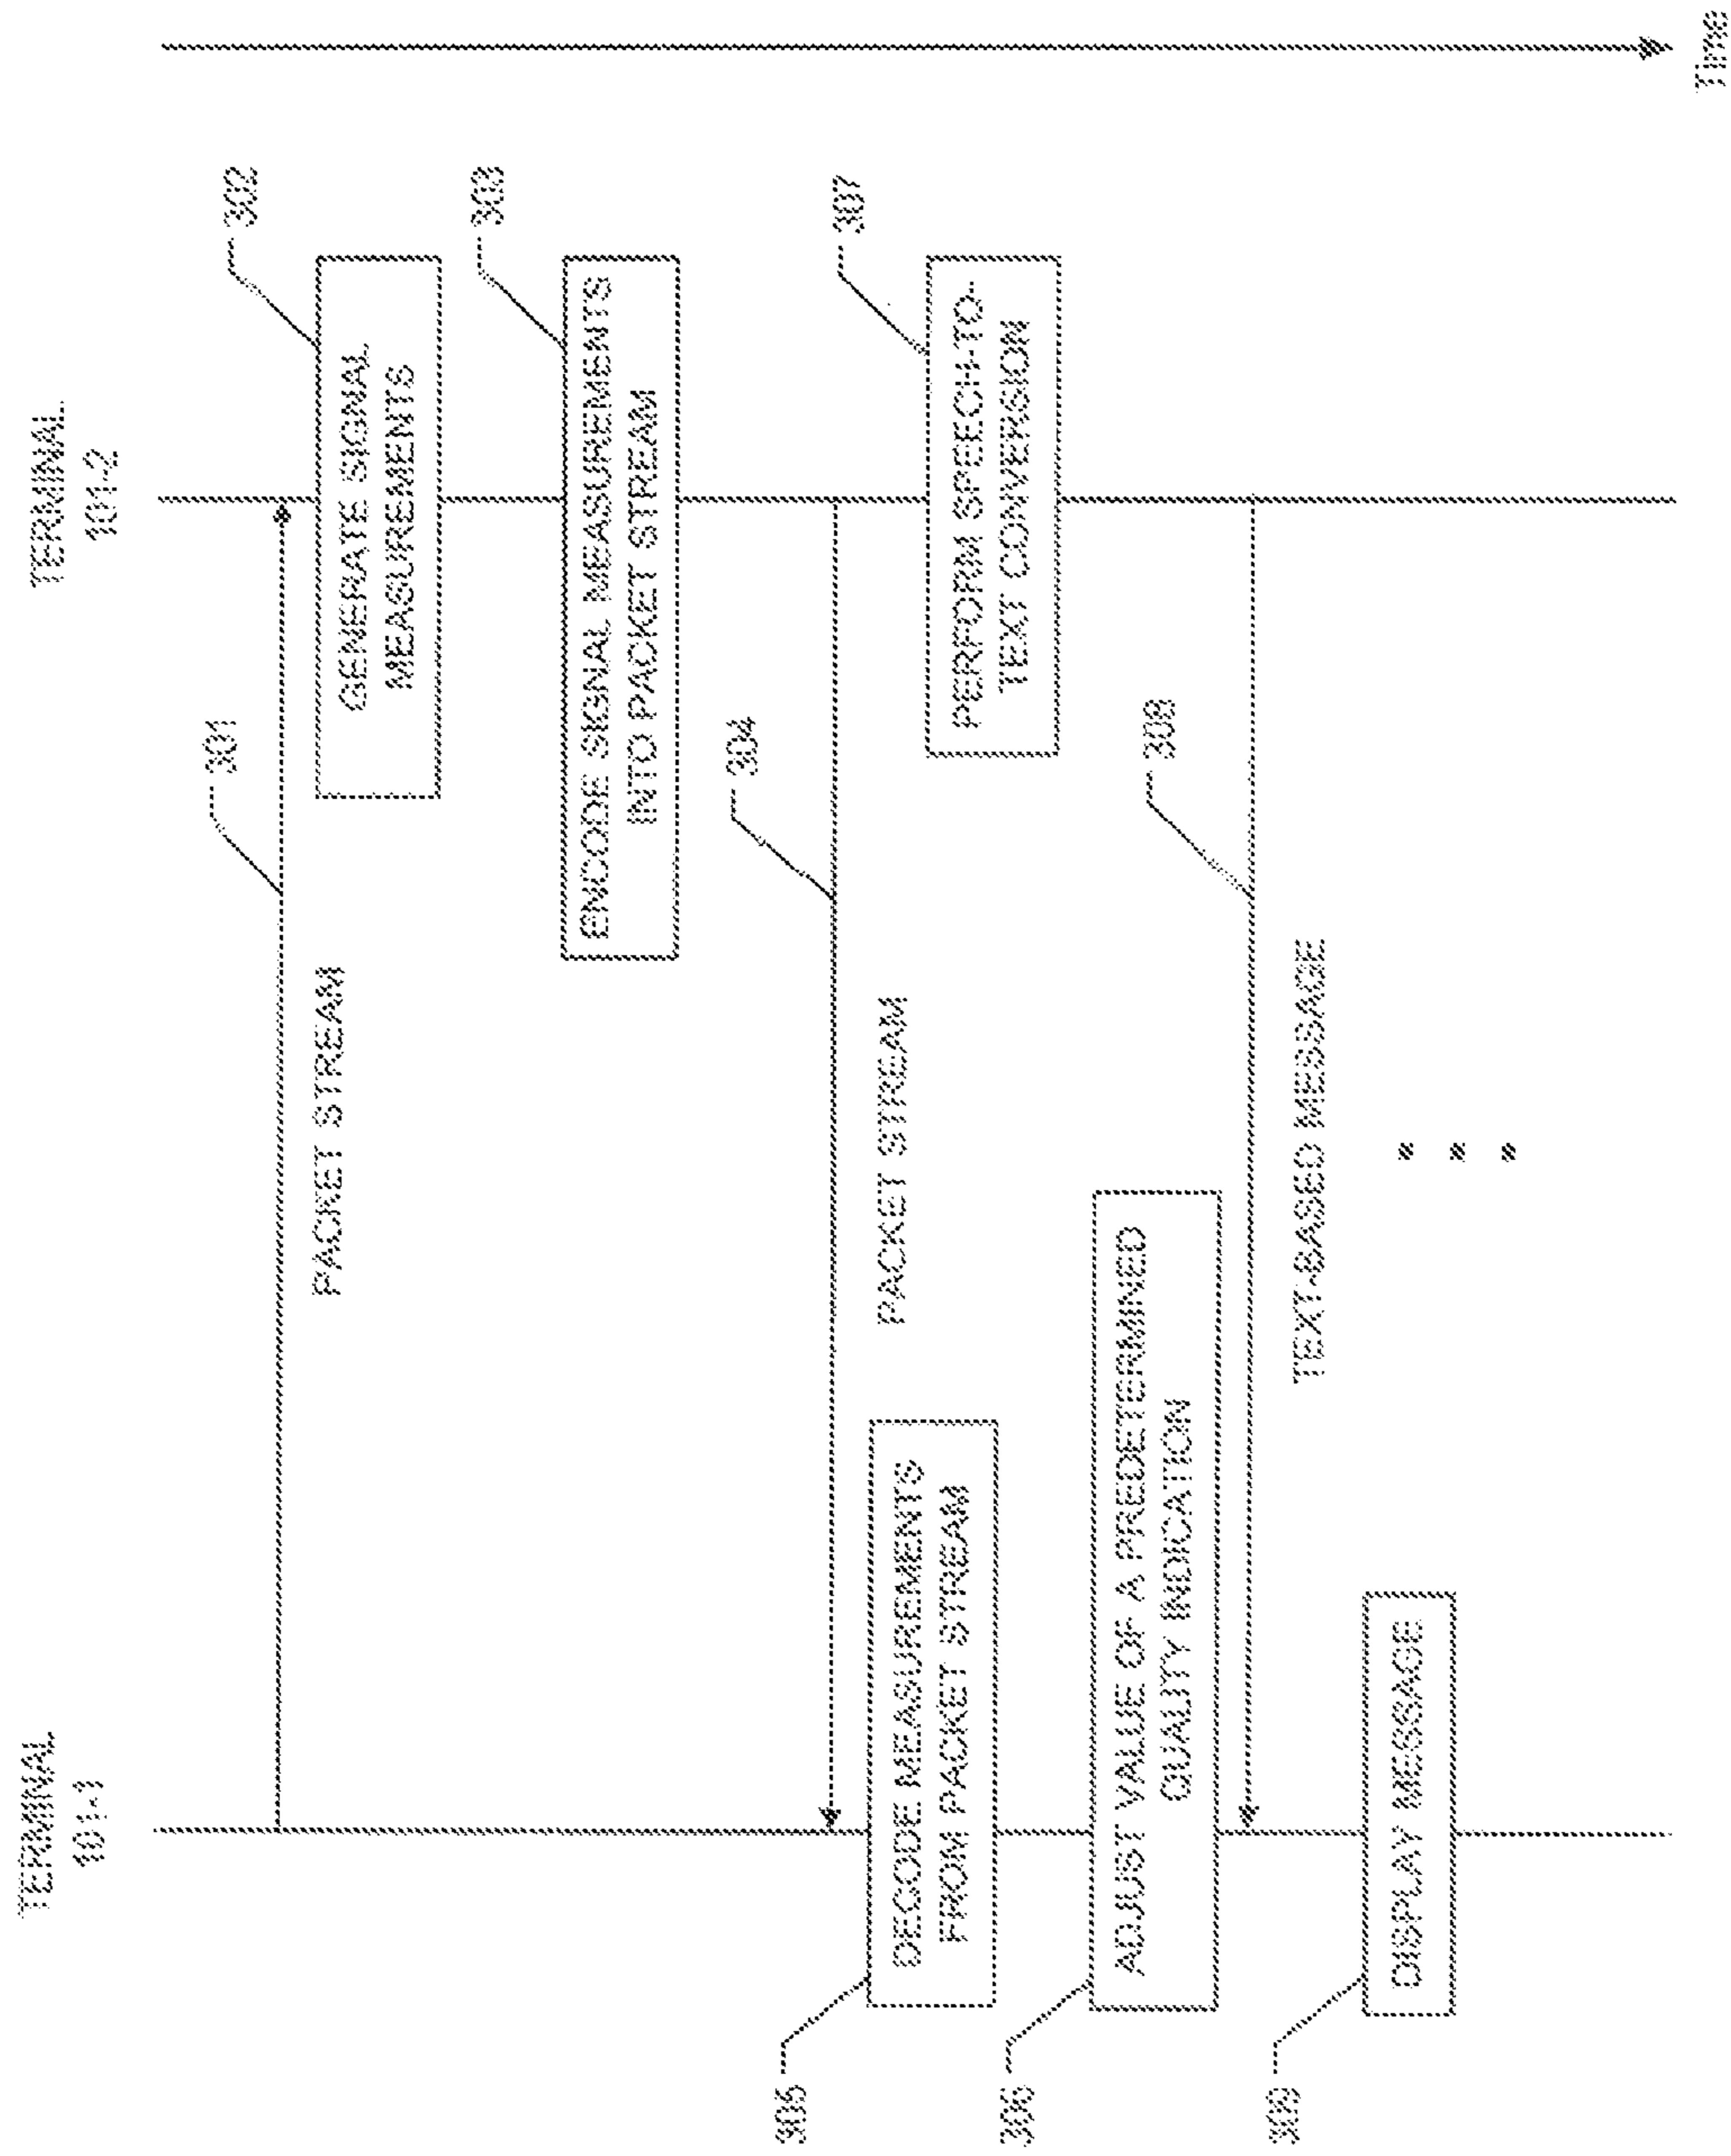 TERMINAL
101-1
TERMINAL
101-2
301
PACKET STREAM
302
GENERATE SIGNAL
MEASUREMENTS
303
ENCODE SIGNAL MEASUREMENTS
INTO PACKET STREAM
304
PACKET STREAM
305
DECODE MEASUREMENTS
FROM PACKET STREAM
307
PERFORM SPEECH-TO-
TEXT CONVERSION
306
ADJUST VALUE OF A PREDETERMINED
QUALITY INDICATION
308
TEXT-BASED MESSAGE
309
DISPLAY MESSAGE
Time